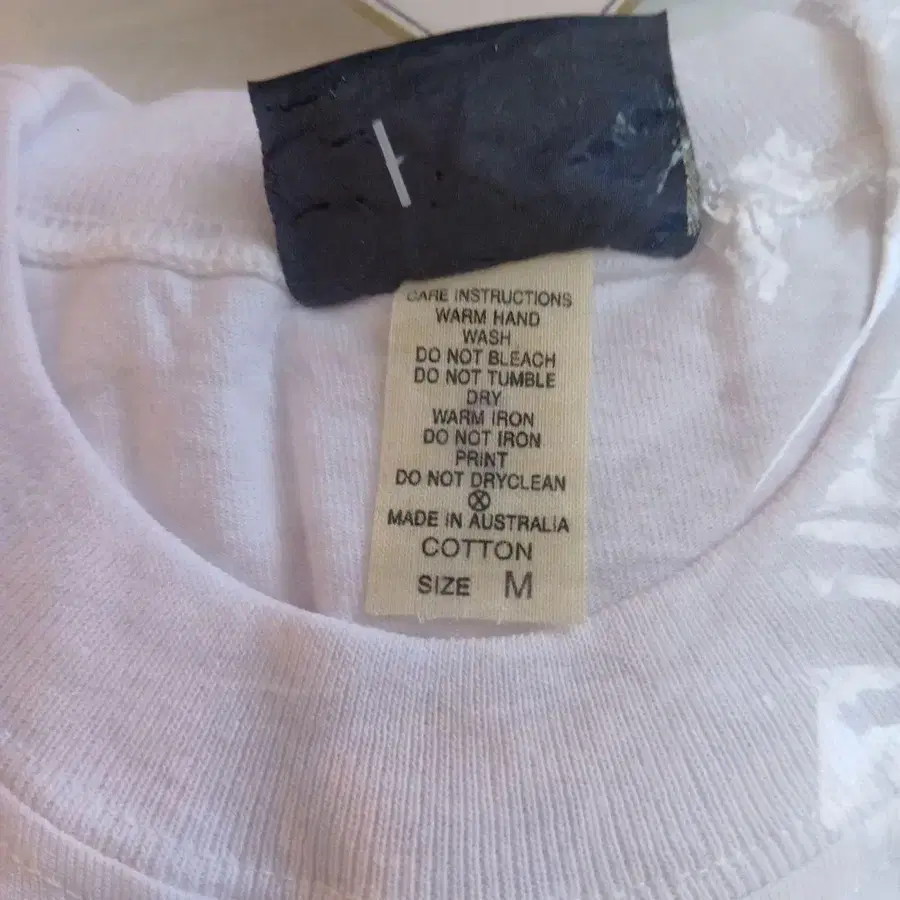 CARE INSTRUCTIONS
WARM HAND
WASH
DO NOT BLEACH
DO NOT TUMBLE
DRY
WARM IRON
DO NOT IRON
PRINT
DO NOT DRYCLEAN
MADE IN AUSTRALIA
COTTON
SIZE M